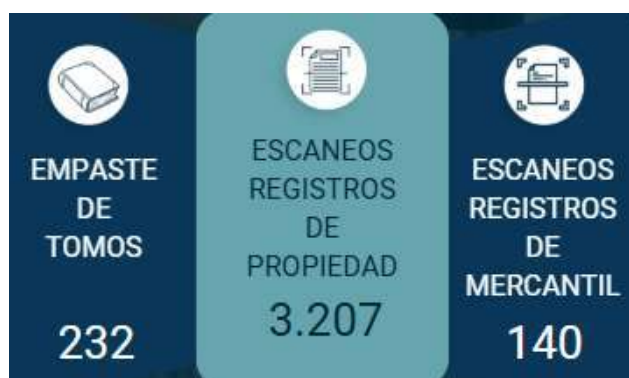 EMPASTE
DE
TOMOS
232
ESCANEOS
REGISTROS
DE
PROPIEDAD
3.207
ESCANEOS
REGISTROS
DE
MERCANTIL
140